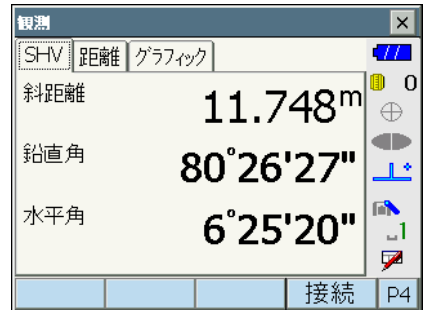 観測
SHV 距離 グラフィック
斜距離 11.748m
0
鉛直角 80°26'27"
水平角 6°25'20"
1
接続 P4